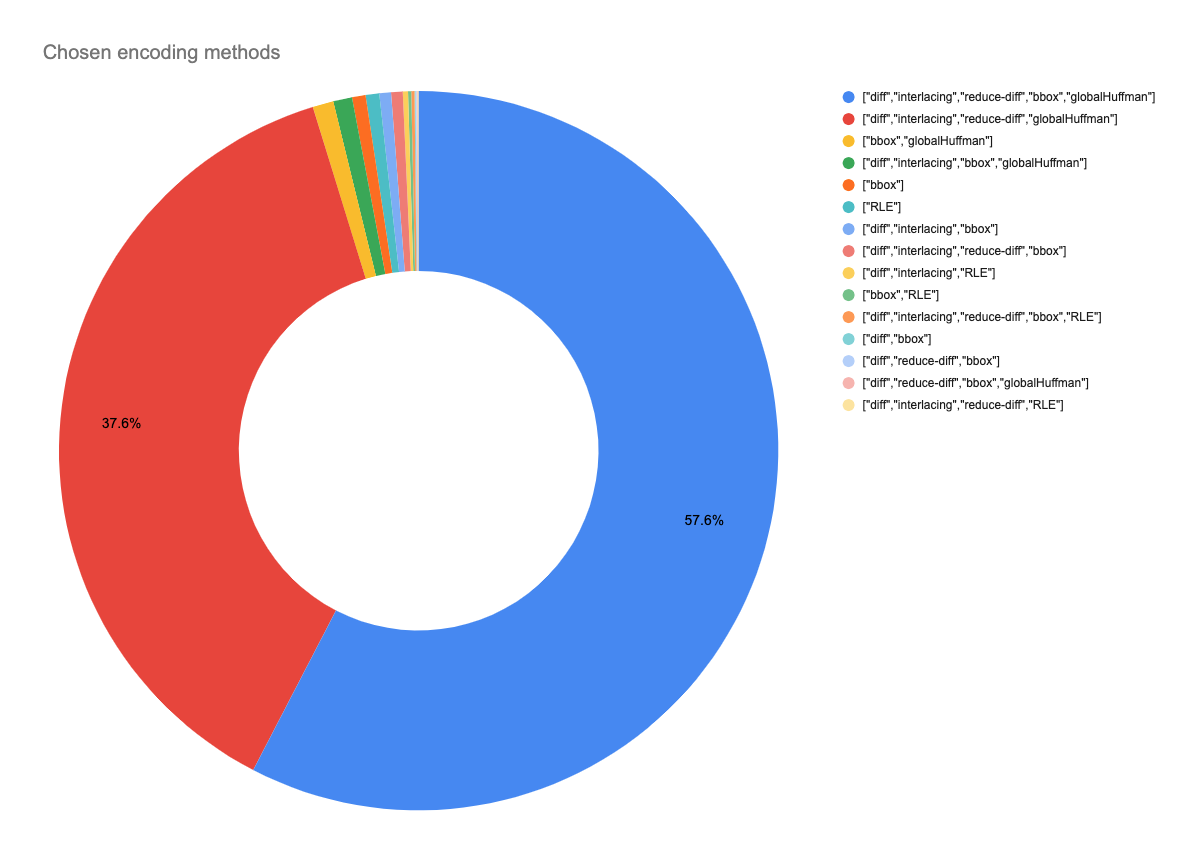 Chosen encoding methods
["diff","interlacing","reduce-diff","bbox","globalHuffman"]
["diff","interlacing","reduce-diff","globalHuffman"]
["bbox","globalHuffman"]
["diff","interlacing","bbox","globalHuffman"]
["bbox"]
["RLE"]
["diff","interlacing","bbox"]
["diff","interlacing","reduce-diff","bbox"]
["diff","interlacing","RLE"]
["bbox","RLE"]
["diff","interlacing","reduce-diff","bbox","RLE"]
["diff","bbox"]
["diff","reduce-diff","bbox"]
["diff","reduce-diff","bbox","globalHuffman"]
["diff","interlacing","reduce-diff","RLE"]
37.6%
57.6%